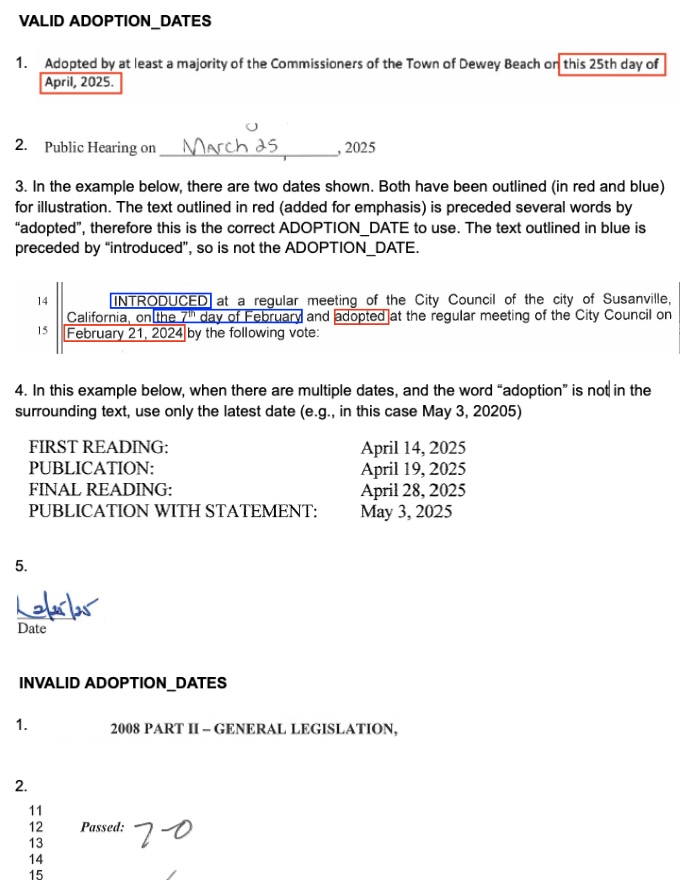 VALID ADOPTION_DATES
1. Adopted by at least a majority of the Commissioners of the Town of Dewey Beach on this 25th day of
April, 2025.
2. Public Hearing on March 25, , 2025
3. In the example below, there are two dates shown. Both have been outlined (in red and blue)
for illustration. The text outlined in red (added for emphasis) is preceded several words by
“adopted”, therefore this is the correct ADOPTION_DATE to use. The text outlined in blue is
preceded by “introduced”, so is not the ADOPTION_DATE.
14 INTRODUCED at a regular meeting of the City Council of the city of Susanville,
California, on the 7th day of February and adopted at the regular meeting of the City Council on
15 February 21, 2024 by the following vote:
4. In this example below, when there are multiple dates, and the word “adoption” is not in the
surrounding text, use only the latest date (e.g., in this case May 3, 20205)
FIRST READING: April 14, 2025
PUBLICATION: April 19, 2025
FINAL READING: April 28, 2025
PUBLICATION WITH STATEMENT: May 3, 2025
5.
Date
INVALID ADOPTION_DATES
1. 2008 PART II – GENERAL LEGISLATION,
2.
11
12 Passed: 7-0
13
14
15